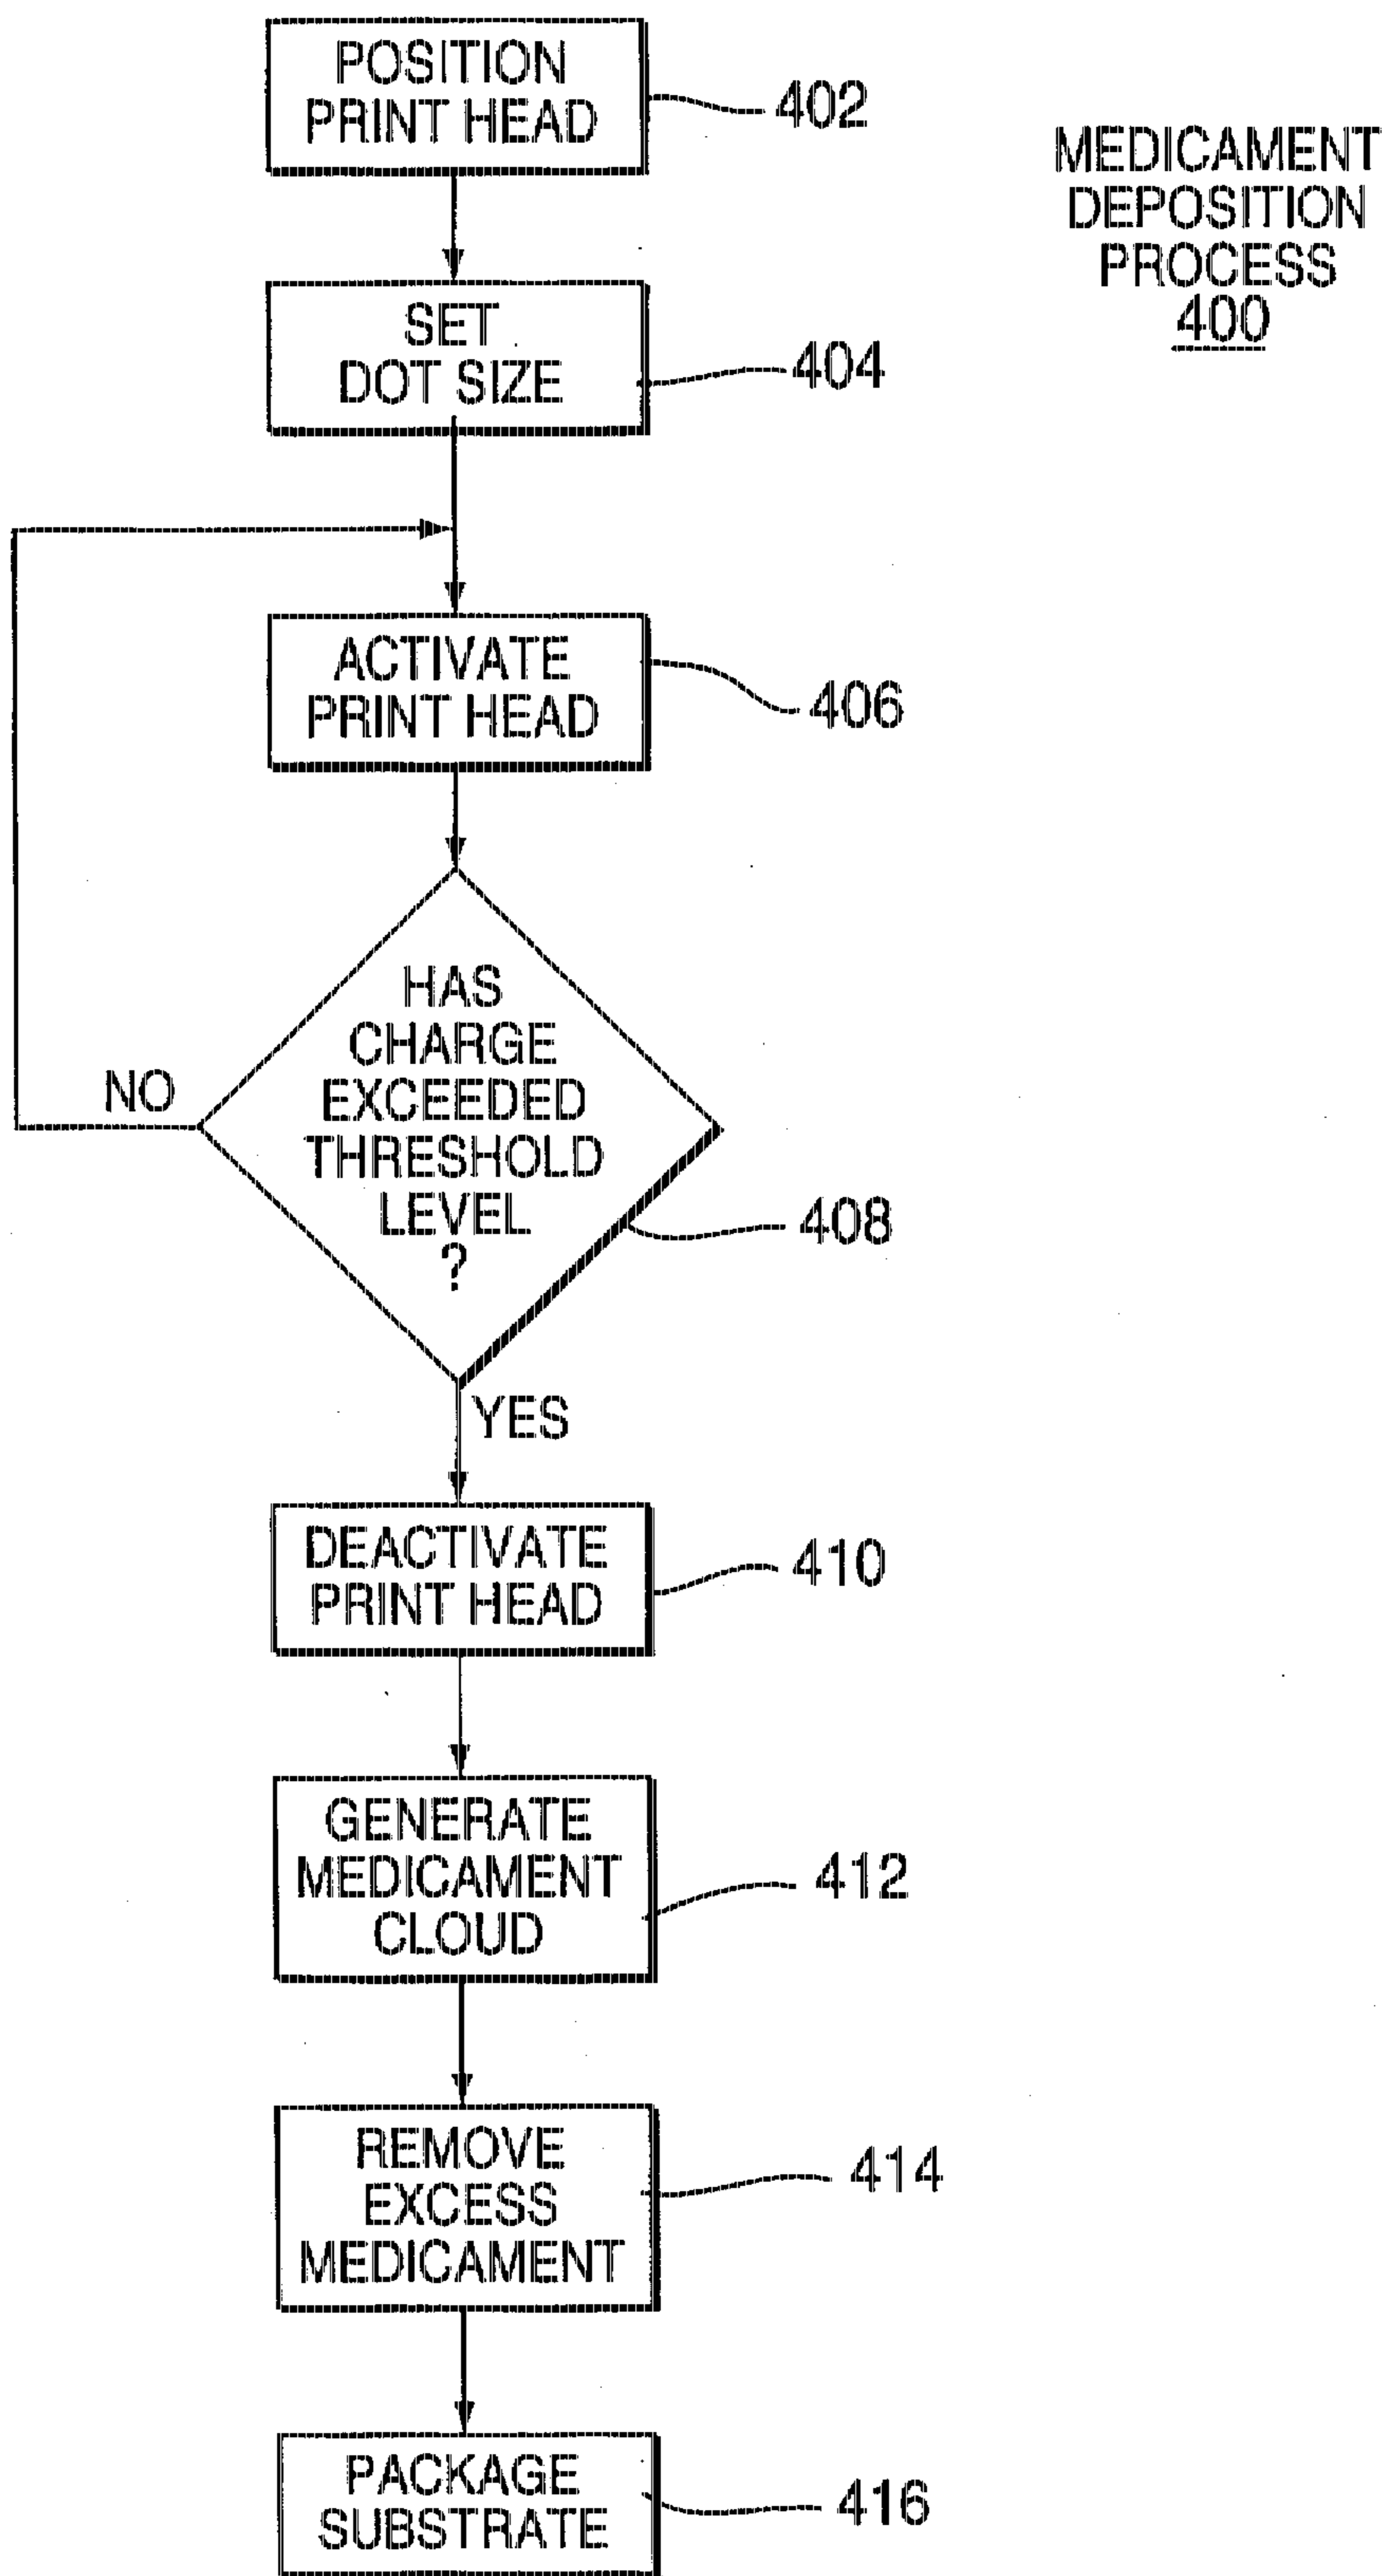 POSITION
PRINT HEAD
402
MEDICAMENT
DEPOSITION
PROCESS
400
SET
DOT SIZE
404
ACTIVATE
PRINT HEAD
406
HAS
CHARGE
EXCEEDED
THRESHOLD
LEVEL
?
NO
408
YES
DEACTIVATE
PRINT HEAD
410
GENERATE
MEDICAMENT
CLOUD
412
REMOVE
EXCESS
MEDICAMENT
414
PACKAGE
SUBSTRATE
416